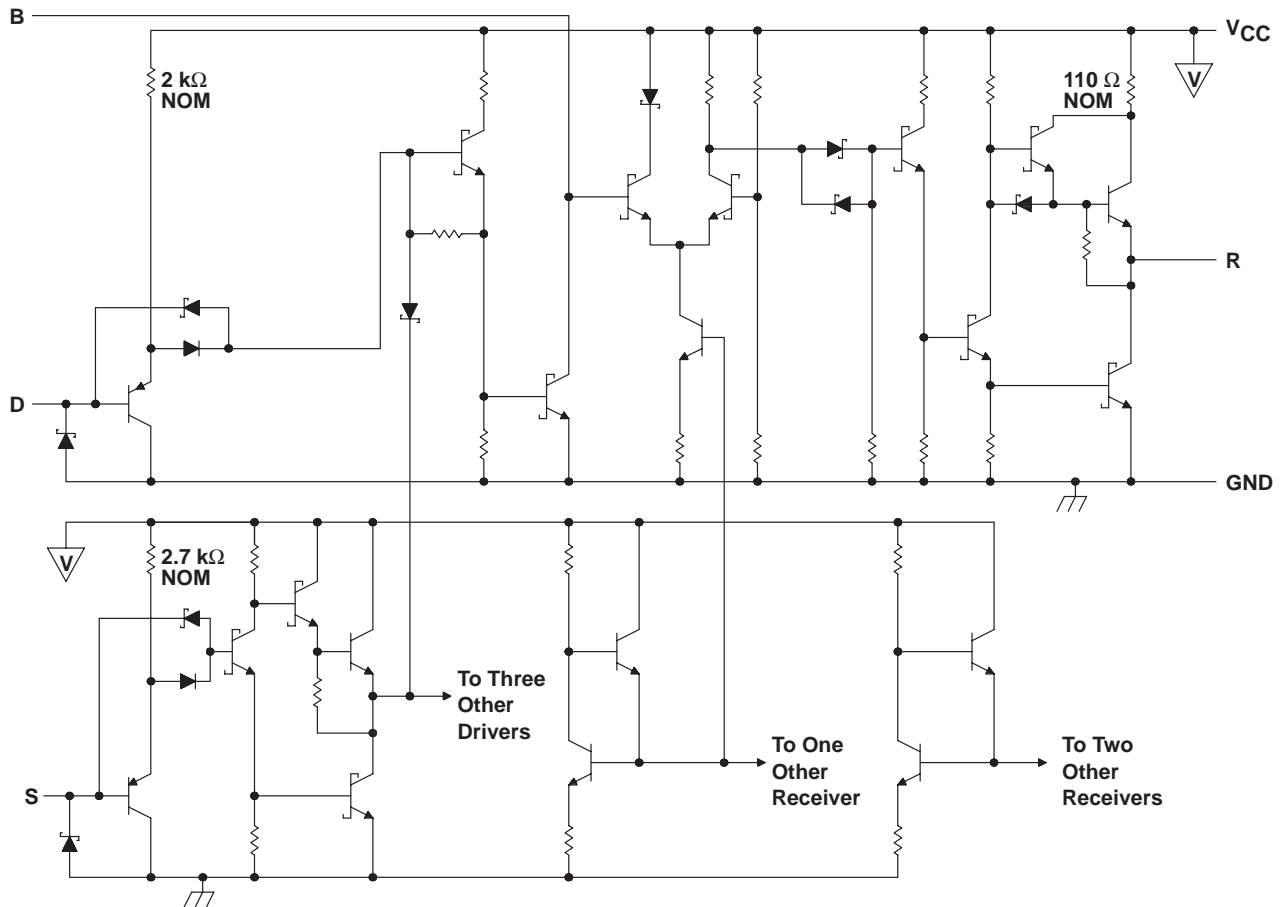 B
VCC
2 kΩ
NOM
110 Ω
NOM
V
R
D
GND
V
2.7 kΩ
NOM
To Three
Other
Drivers
To One
Other
Receiver
To Two
Other
Receivers
S